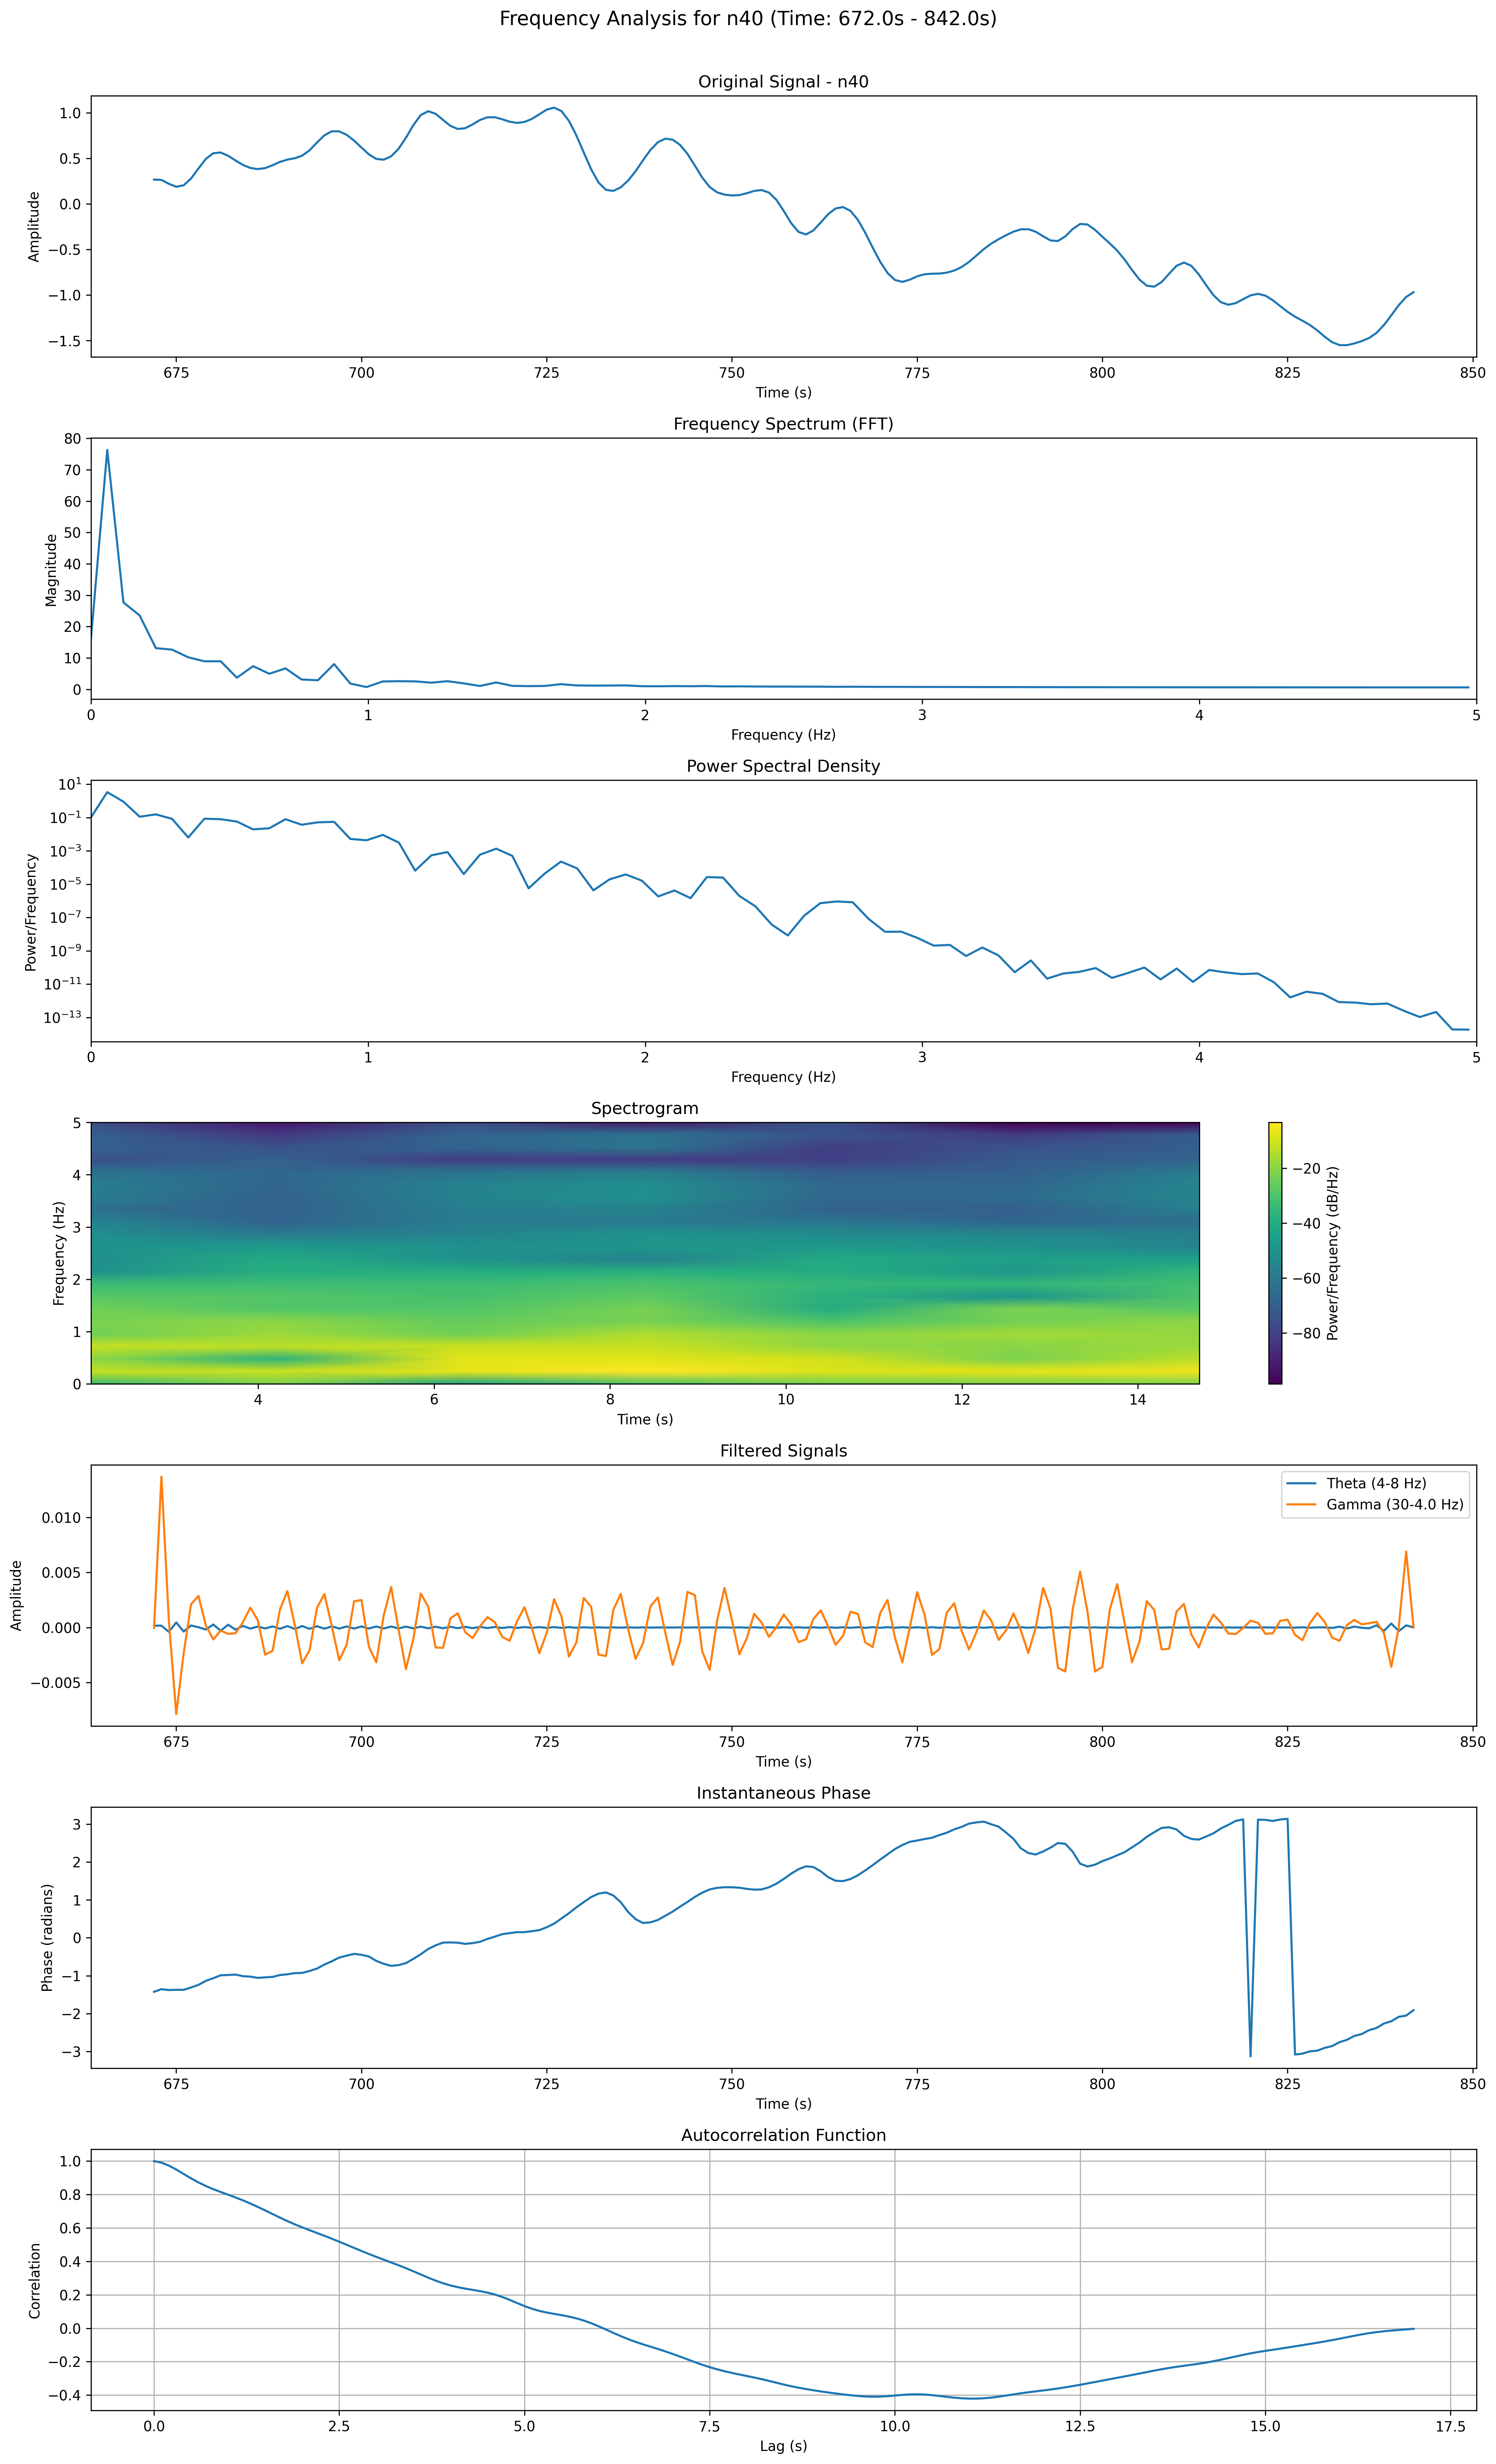 Frequency Analysis for n40 (Time: 672.0s - 842.0s)
Original Signal - n40
Amplitude
1.0
0.5
0.0
−0.5
−1.0
−1.5
675 700 725 750 775 800 825 850
Time (s)
Frequency Spectrum (FFT)
Magnitude
80
70
60
50
40
30
20
10
0
0 1 2 3 4 5
Frequency (Hz)
Power Spectral Density
Power/Frequency
10¹
10⁻¹
10⁻³
10⁻⁵
10⁻⁷
10⁻⁹
10⁻¹¹
10⁻¹³
0 1 2 3 4 5
Frequency (Hz)
Spectrogram
Frequency (Hz)
5
4
3
2
1
0
4 6 8 10 12 14
Time (s)
−20
−40
−60
−80
Power/Frequency (dB/Hz)
Filtered Signals
Theta (4-8 Hz)
Gamma (30-4.0 Hz)
Amplitude
0.010
0.005
0.000
−0.005
675 700 725 750 775 800 825 850
Time (s)
Instantaneous Phase
Phase (radians)
3
2
1
0
−1
−2
−3
675 700 725 750 775 800 825 850
Time (s)
Autocorrelation Function
Correlation
1.0
0.8
0.6
0.4
0.2
0.0
−0.2
−0.4
0.0 2.5 5.0 7.5 10.0 12.5 15.0 17.5
Lag (s)